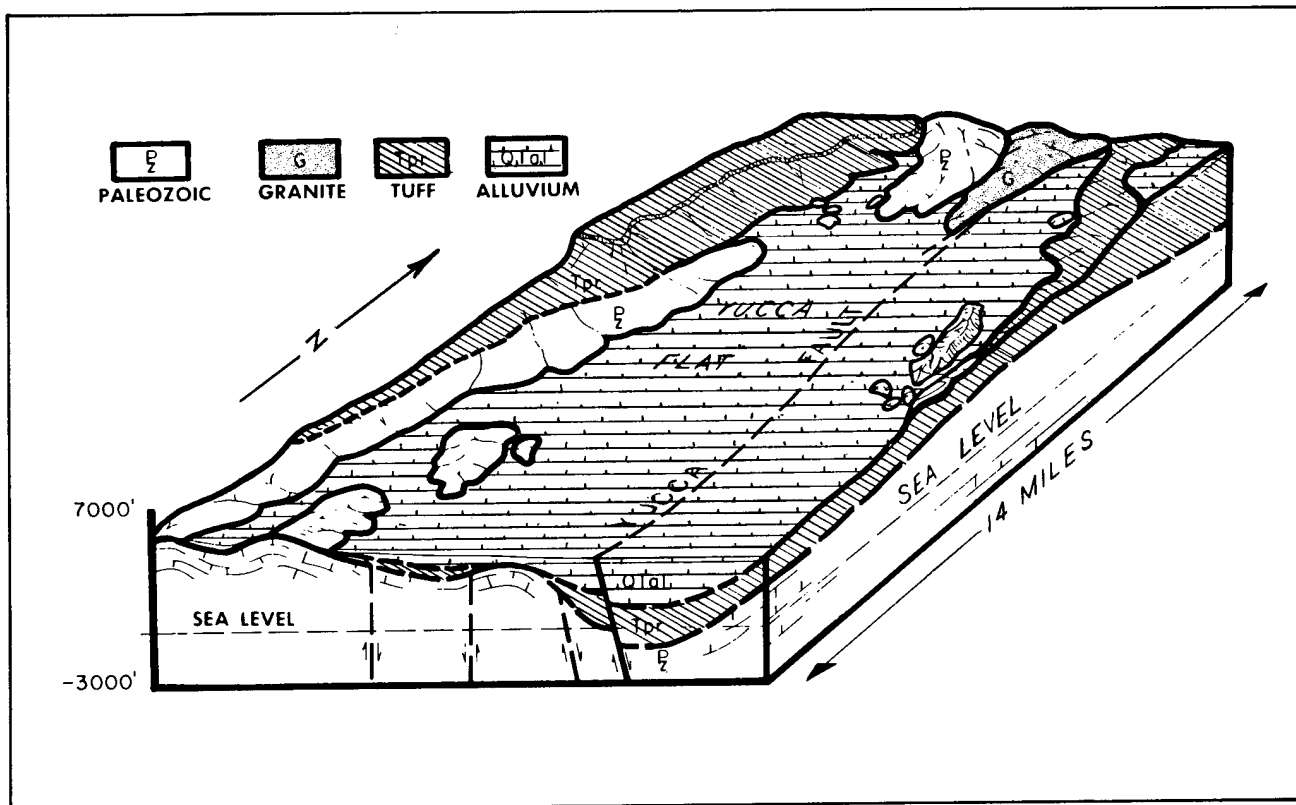 Pz G Tpr QTal
PALEOZOIC GRANITE TUFF ALLUVIUM
Pz
G
N
Tpr
Pz
YUCCA
FLAT
YUCCA FAULT
SEA LEVEL
14 MILES
7000'
QTal
SEA LEVEL
Tpr
Pz
-3000'